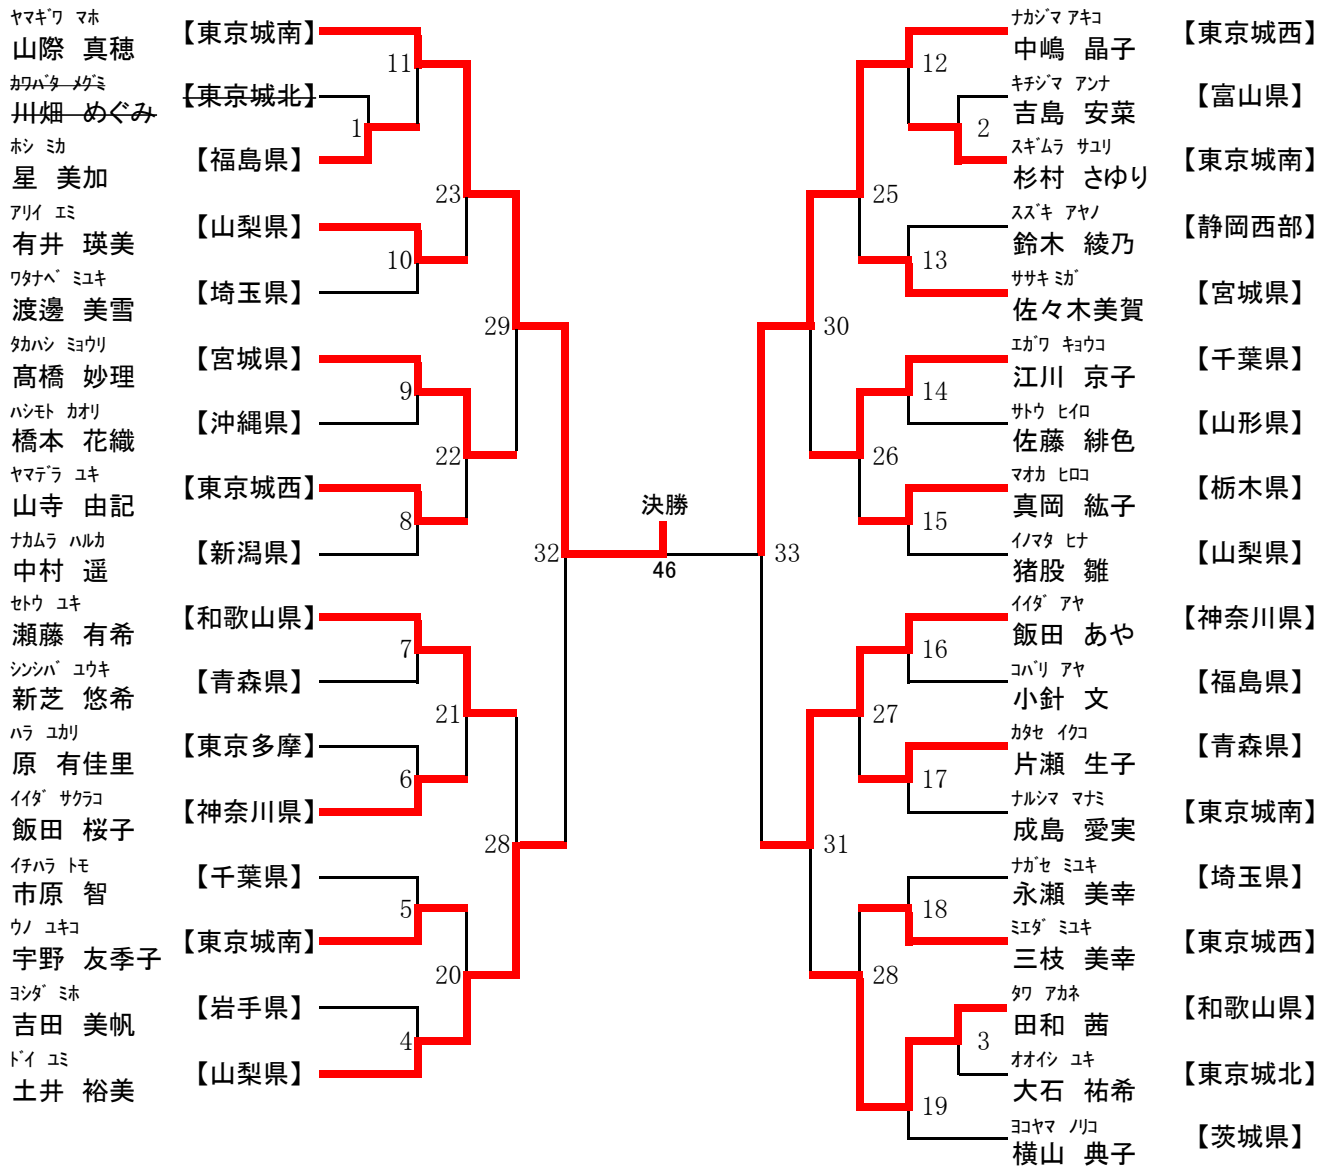 ヤマギワ マホ
山際 真穂 【東京城南】
11
カワバタ メグミ
川畑 めぐみ 【東京城北】
1
ホシ ミカ
星 美加 【福島県】
23
アリイ エミ
有井 瑛美 【山梨県】
10
ワタナベ ミユキ
渡邊 美雪 【埼玉県】
29
タカハシ ミョウリ
髙橋 妙理 【宮城県】
9
ハシモト カオリ
橋本 花織 【沖縄県】
22
ヤマデラ ユキ
山寺 由記 【東京城西】
8
ナカムラ ハルカ
中村 遥 【新潟県】
32
セトウ ユキ
瀬藤 有希 【和歌山県】
7
シンシバ ユウキ
新芝 悠希 【青森県】
21
ハラ ユカリ
原 有佳里 【東京多摩】
6
イイダ サクラコ
飯田 桜子 【神奈川県】
28
イチハラ トモ
市原 智 【千葉県】
5
ウノ ユキコ
宇野 友季子 【東京城南】
20
ヨシダ ミホ
吉田 美帆 【岩手県】
4
ドイ ユミ
土井 裕美 【山梨県】
決勝
46
ナカジマ アキコ
中嶋 晶子 【東京城西】
12
キチジマ アンナ
吉島 安菜 【富山県】
2
スギムラ サユリ
杉村 さゆり 【東京城南】
25
スズキ アヤノ
鈴木 綾乃 【静岡西部】
13
ササキ ミガ
佐々木美賀 【宮城県】
30
エガワ キョウコ
江川 京子 【千葉県】
14
サトウ ヒイロ
佐藤 緋色 【山形県】
26
マオカ ヒロコ
真岡 紘子 【栃木県】
15
イノマタ ヒナ
猪股 雛 【山梨県】
33
イイダ アヤ
飯田 あや 【神奈川県】
16
コバリ アヤ
小針 文 【福島県】
27
カタセ イクコ
片瀬 生子 【青森県】
17
ナルシマ マナミ
成島 愛実 【東京城南】
31
ナガセ ミユキ
永瀬 美幸 【埼玉県】
18
ミエダ ミユキ
三枝 美幸 【東京城西】
28
タワ アカネ
田和 茜 【和歌山県】
3
オオイシ ユキ
大石 祐希 【東京城北】
19
ヨコヤマ ノリコ
横山 典子 【茨城県】